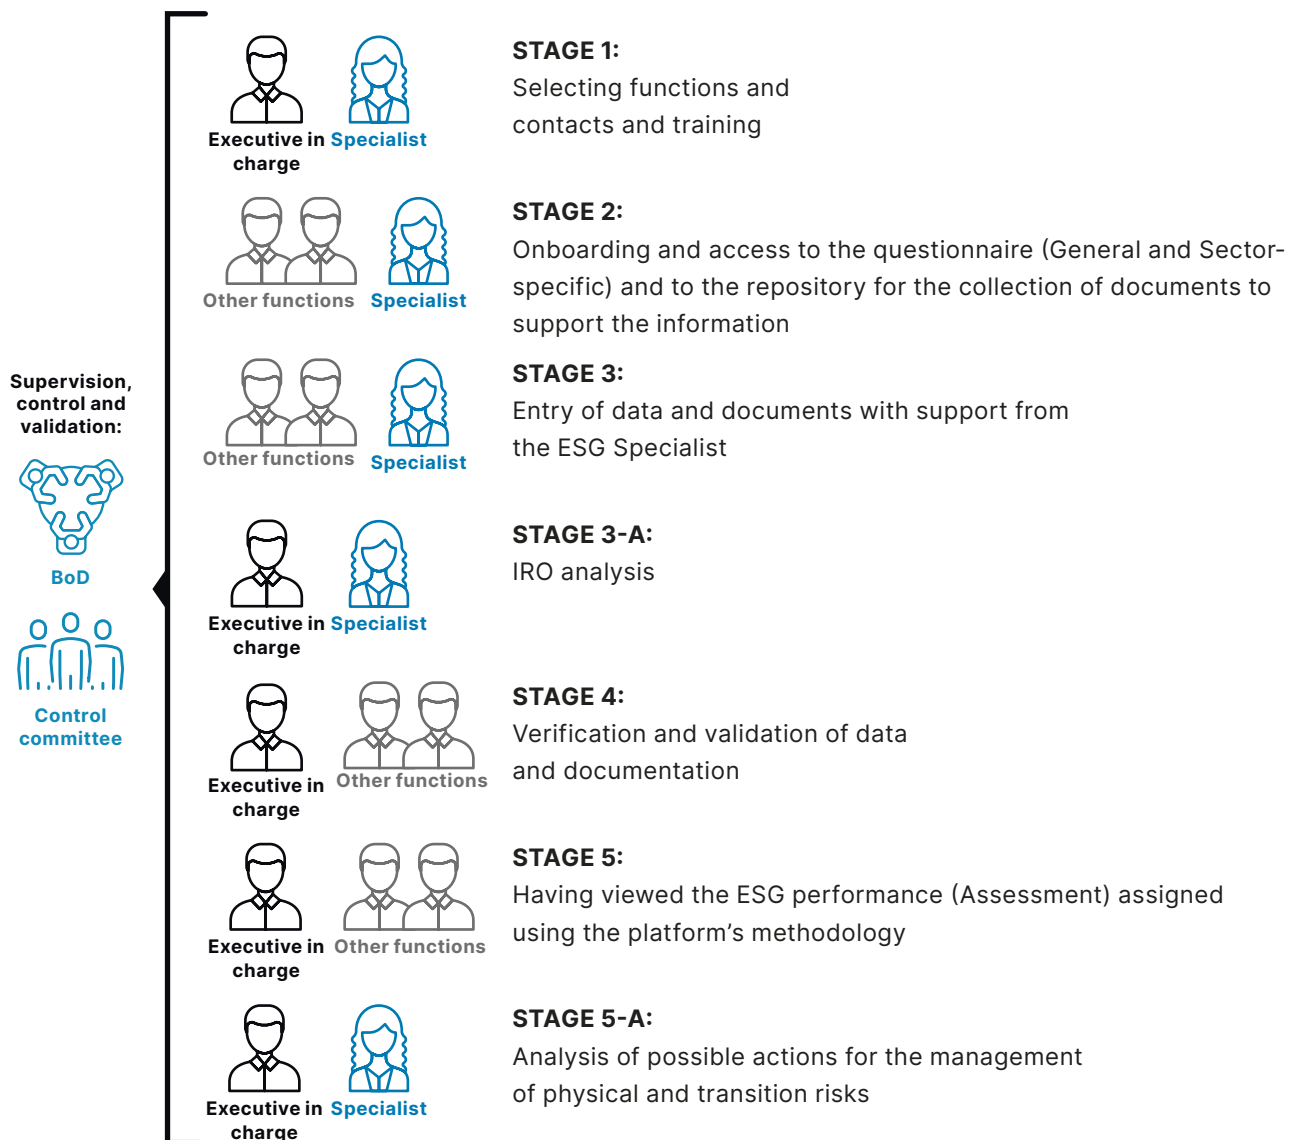 Supervision,
control and
validation:
BoD
Control
committee
Executive in
charge
Specialist
STAGE 1:
Selecting functions and
contacts and training
Other functions
Specialist
STAGE 2:
Onboarding and access to the questionnaire (General and Sector-
specific) and to the repository for the collection of documents to
support the information
Other functions
Specialist
STAGE 3:
Entry of data and documents with support from
the ESG Specialist
Executive in
charge
Specialist
STAGE 3-A:
IRO analysis
Executive in
charge
Other functions
STAGE 4:
Verification and validation of data
and documentation
Executive in
charge
Other functions
STAGE 5:
Having viewed the ESG performance (Assessment) assigned
using the platform’s methodology
Executive in
charge
Specialist
STAGE 5-A:
Analysis of possible actions for the management
of physical and transition risks